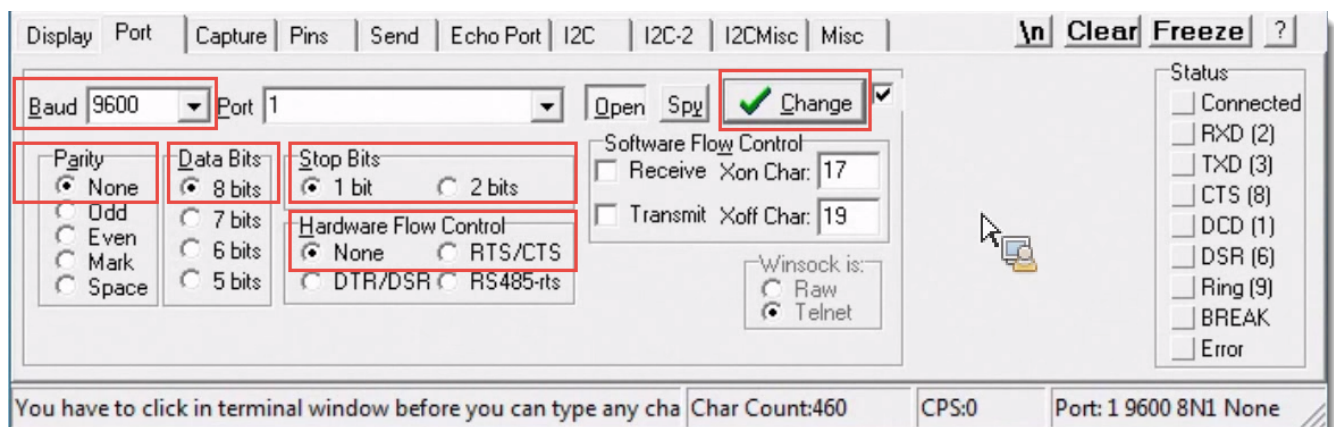 Display Port Capture Pins Send Echo Port I2C I2C-2 I2CMisc Misc \n Clear Freeze ?
Baud 9600 Port 1 Open Spy Change
Status
Connected
RXD (2)
TXD (3)
CTS (8)
DCD (1)
DSR (6)
Ring (9)
BREAK
Error
Parity
None
Odd
Even
Mark
Space
Data Bits
8 bits
7 bits
6 bits
5 bits
Stop Bits
1 bit 2 bits
Hardware Flow Control
None RTS/CTS
DTR/DSR RS485-rts
Software Flow Control
Receive Xon Char: 17
Transmit Xoff Char: 19
Winsock is:
Raw
Telnet
You have to click in terminal window before you can type any cha Char Count:460 CPS:0 Port: 1 9600 8N1 None